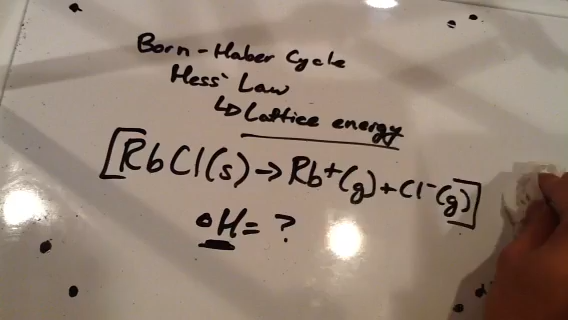 Born-Haber Cycle
Hess' Law
↳ Lattice energy
[RbCl(s) → Rb⁺(g) + Cl⁻(g)]
ΔH = ?